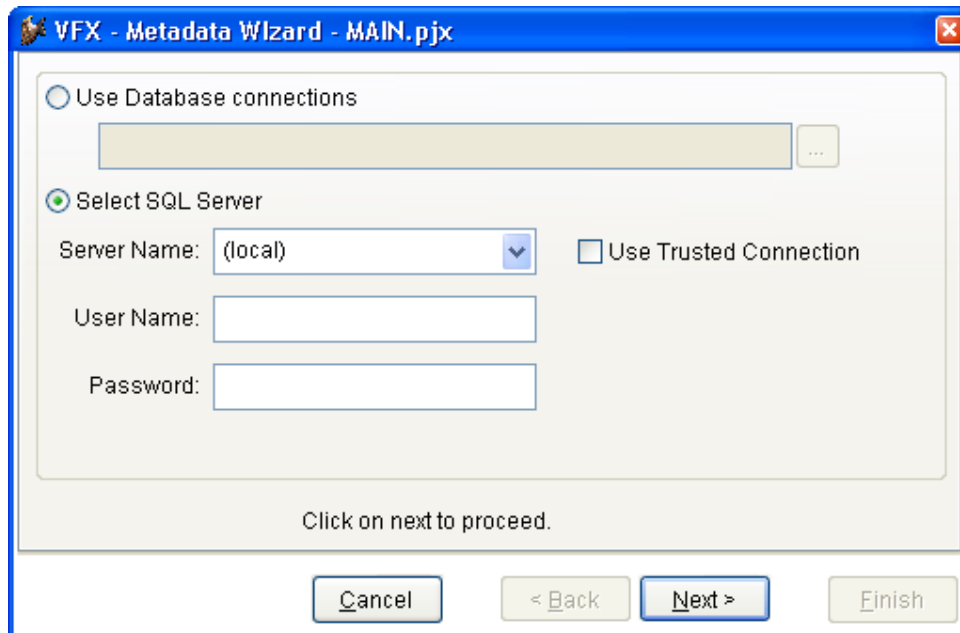 VFX - Metadata WIzard - MAIN.pjx
Use Database connections
...
Select SQL Server
Server Name: (local) Use Trusted Connection
User Name:
Password:
Click on next to proceed.
Cancel < Back Next > Finish